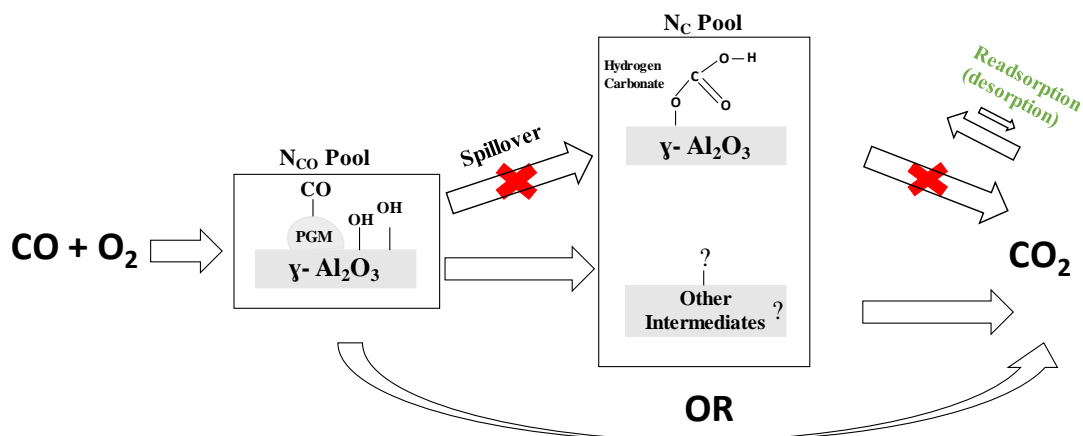 N_C Pool
Hydrogen
Carbonate
O
H
C
O
O
γ- Al₂O₃
Readsorption
(desorption)
Spillover
N_CO Pool
CO
OH
OH
PGM
γ- Al₂O₃
CO + O₂
?
Other
Intermediates
?
CO₂
OR